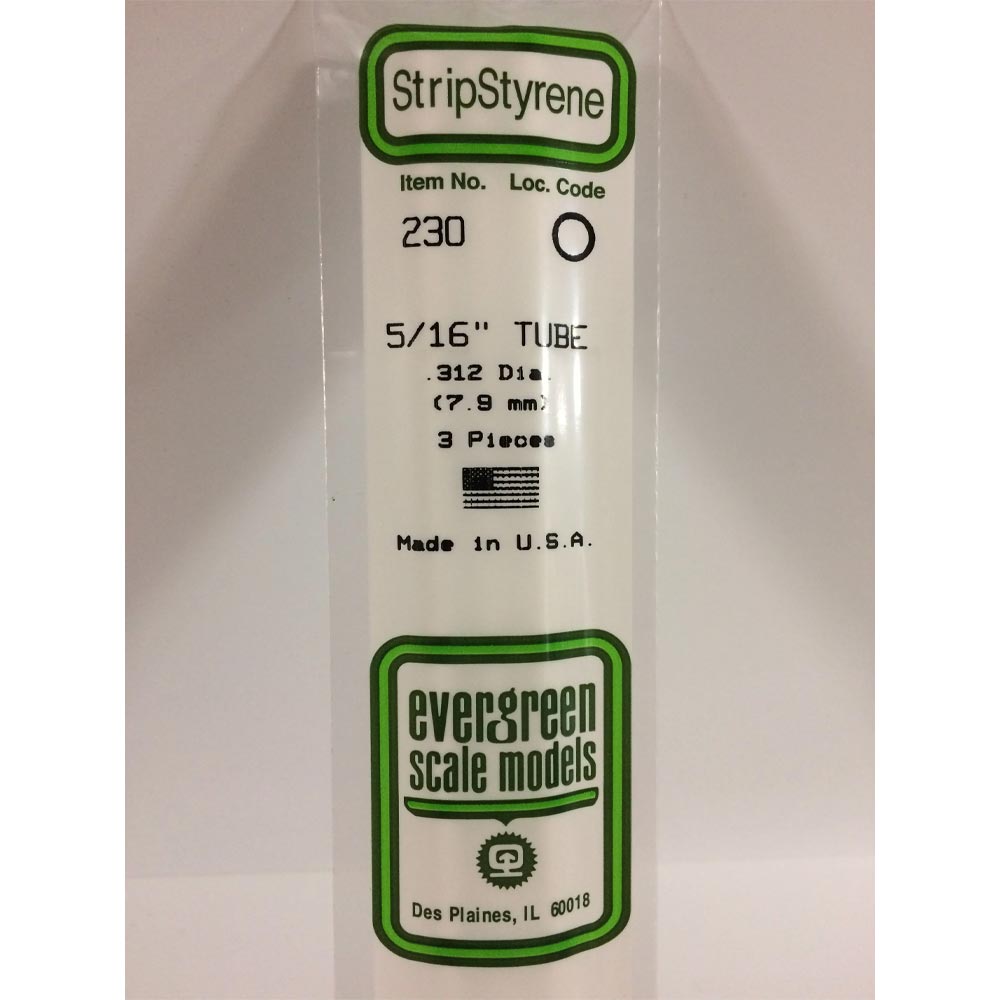 StripStyrene
Item No. Loc. Code
230 O
5/16" TUBE
.312 Dia.
(7.9 mm)
3 Pieces
Made in U.S.A.
evergreen
scale models
Des Plaines, IL 60018